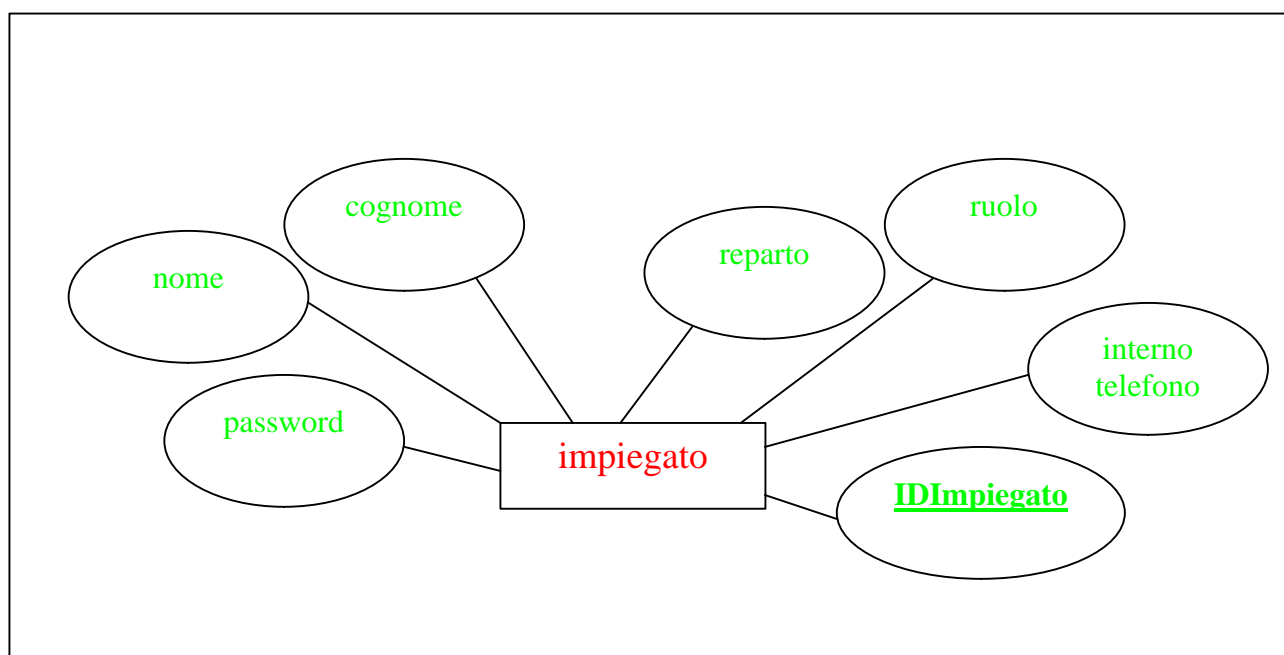 cognome
ruolo
reparto
nome
interno
telefono
password
impiegato
IDImpiegato